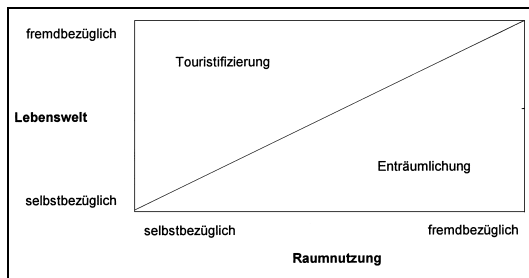 fremdbezüglich
Touristifizierung
Lebenswelt
Enträumlichung
selbstbezüglich
selbstbezüglich fremdbezüglich
Raumnutzung